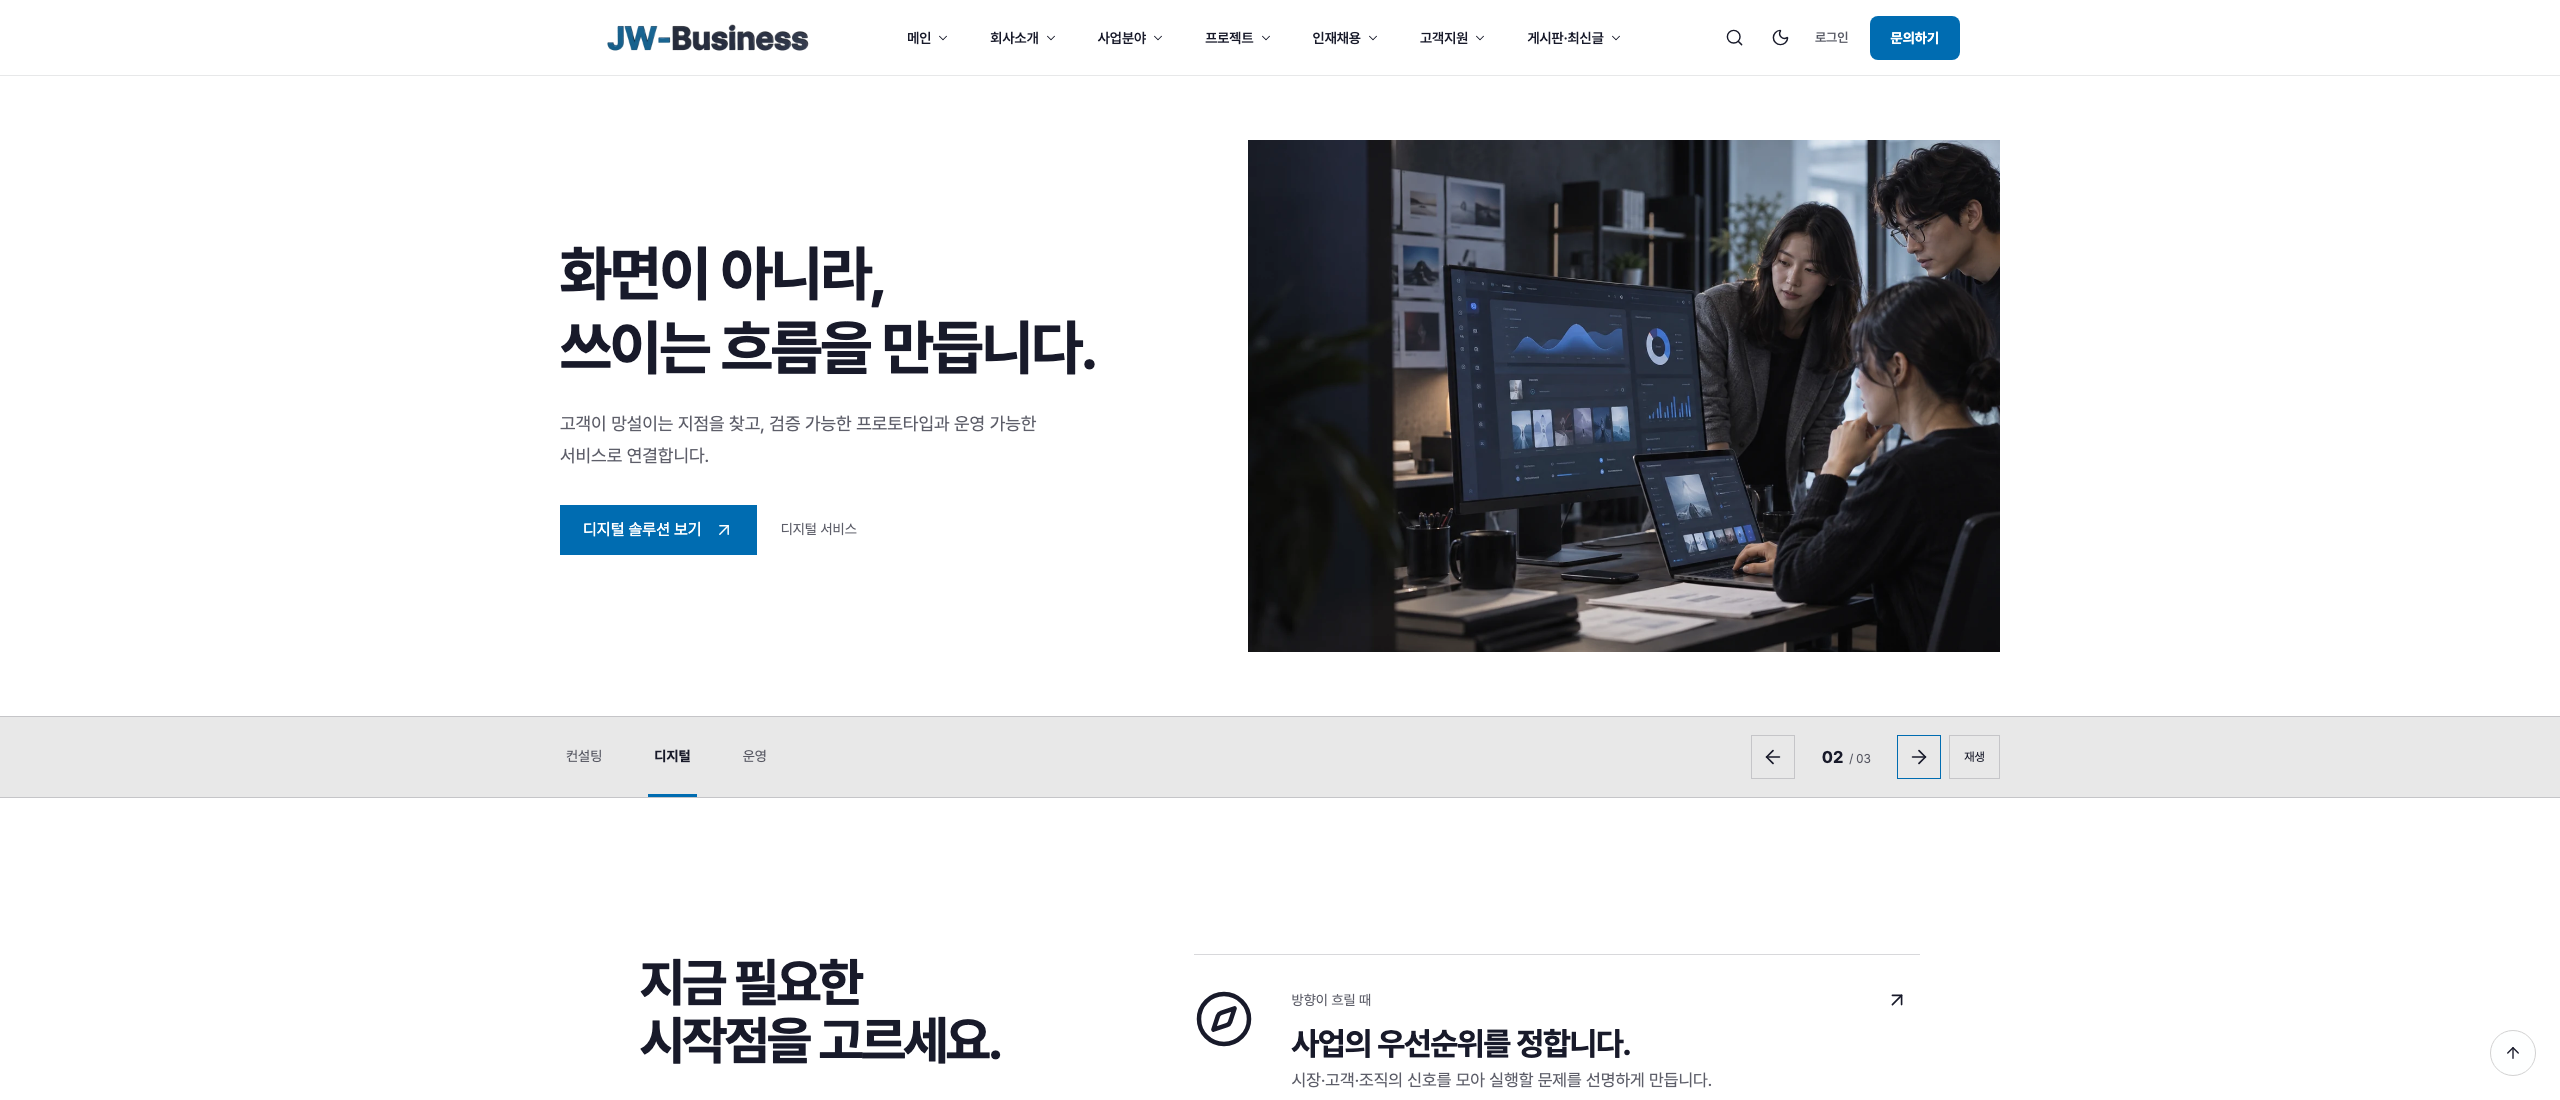 JW-Business
메인
회사소개
사업분야
프로젝트
인재채용
고객지원
게시판·최신글
로그인
문의하기
화면이 아니라,
쓰이는 흐름을 만듭니다.
고객이 망설이는 지점을 찾고, 검증 가능한 프로토타입과 운영 가능한
서비스로 연결합니다.
디지털 솔루션 보기
디지털 서비스
컨설팅
디지털
운영
02 / 03
재생
지금 필요한
시작점을 고르세요.
방향이 흐릴 때
사업의 우선순위를 정합니다.
시장·고객·조직의 신호를 모아 실행할 문제를 선명하게 만듭니다.